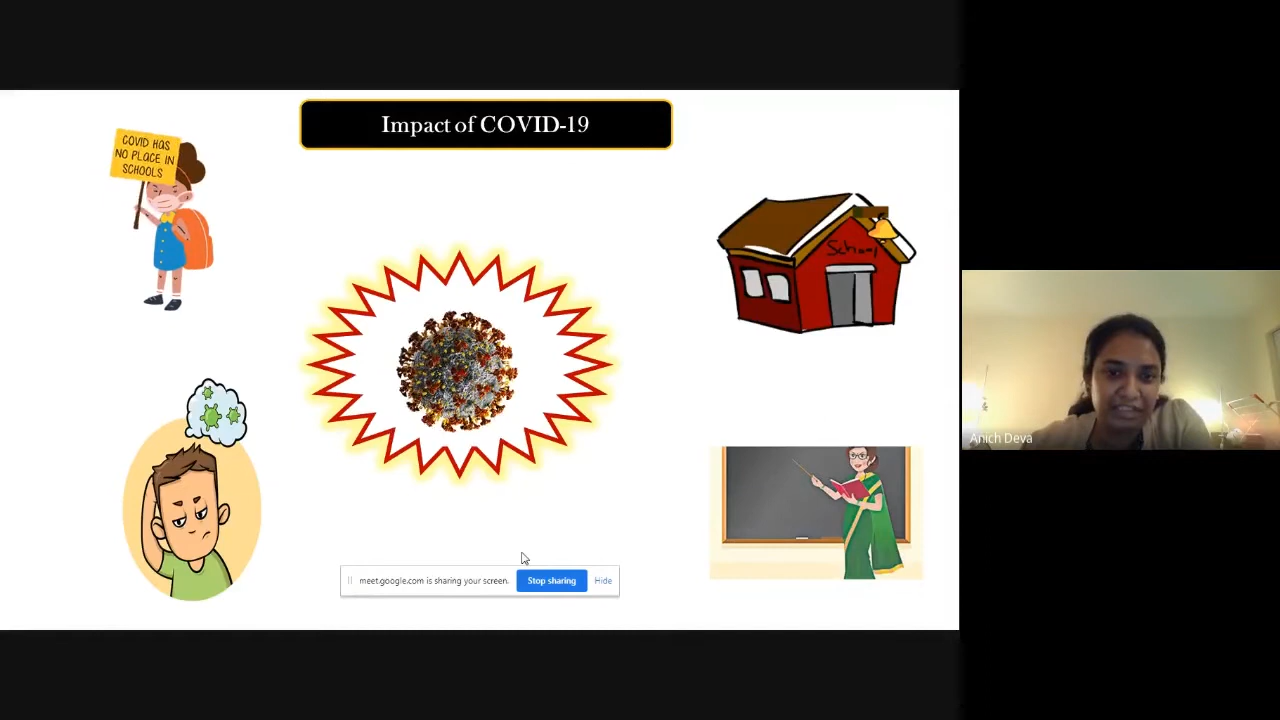 Impact of COVID-19
COVID HAS
NO PLACE IN
SCHOOLS
School
Anich Deva
meet.google.com is sharing your screen.
Stop sharing
Hide